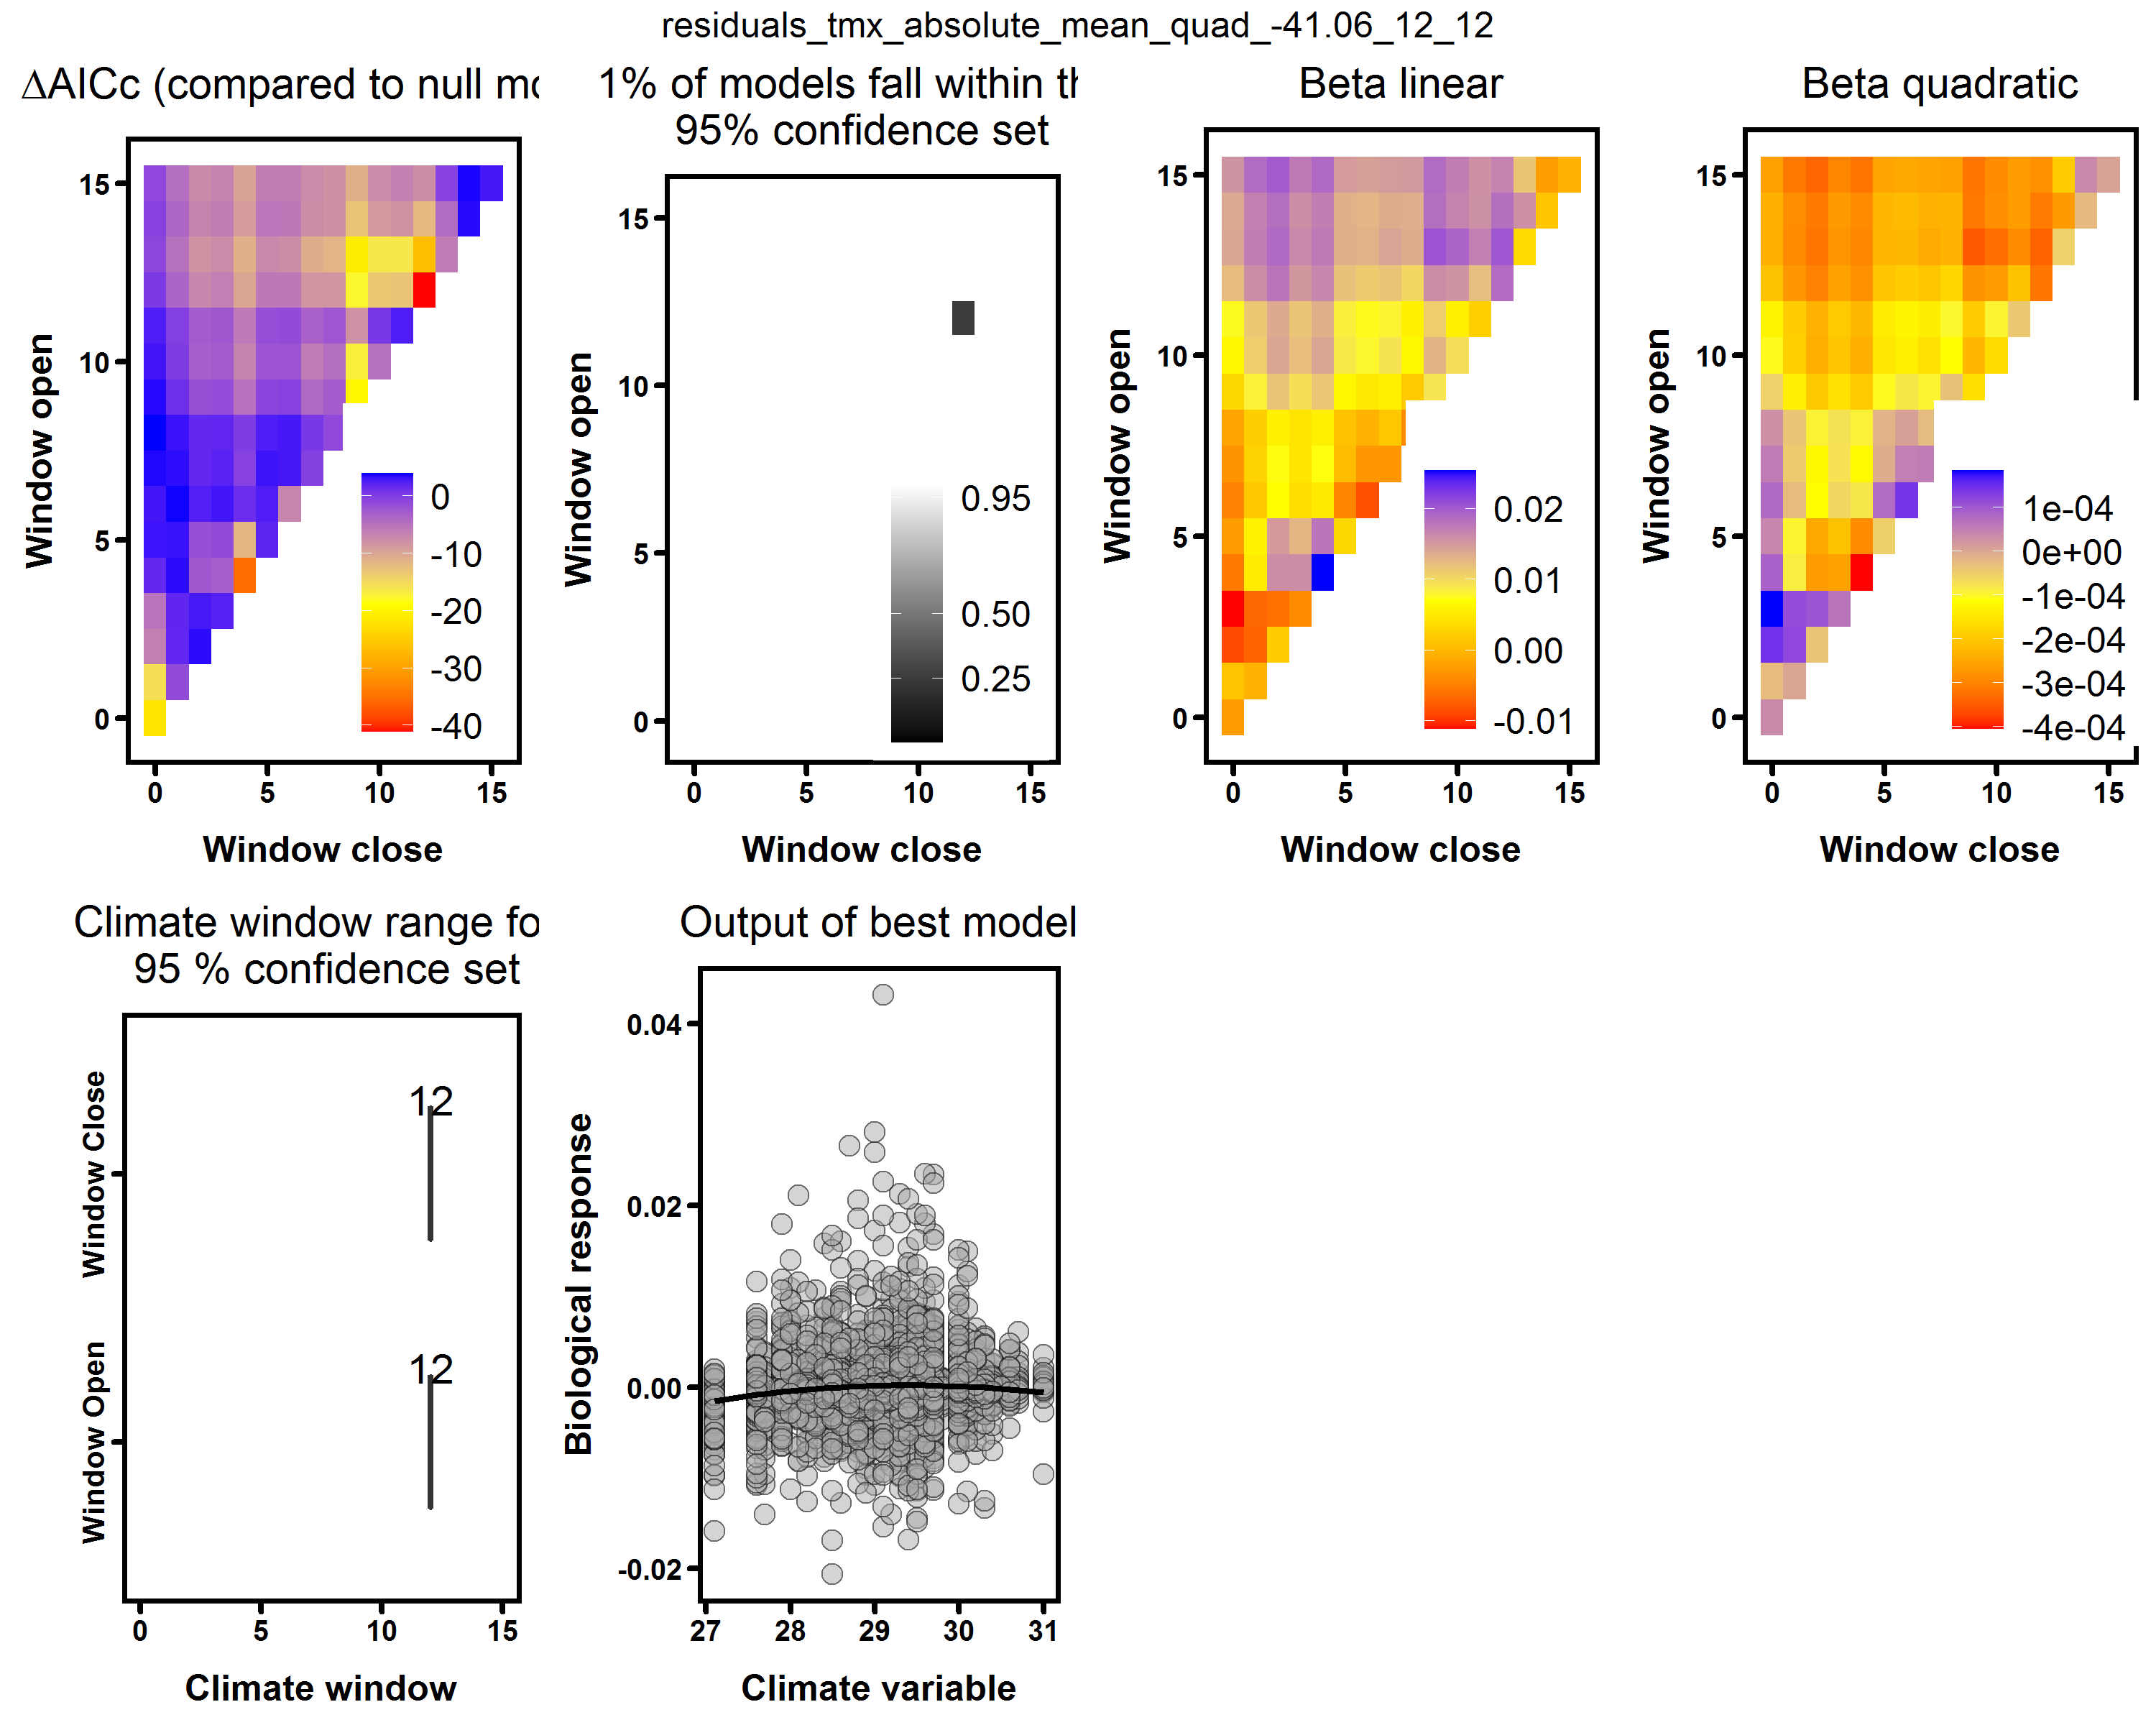 residuals_tmx_absolute_mean_quad_-41.06_12_12
ΔAICc (compared to null mo
15
10
5
0
0
-10
-20
-30
-40
0 5 10 15
Window open
Window close
1% of models fall within th
95% confidence set
15
10
5
0
0.95
0.50
0.25
0 5 10 15
Window open
Window close
Beta linear
15
10
5
0
0.02
0.01
0.00
-0.01
0 5 10 15
Window open
Window close
Beta quadratic
15
10
5
0
1e-04
0e+00
-1e-04
-2e-04
-3e-04
-4e-04
0 5 10 15
Window open
Window close
Climate window range fo
95 % confidence set
Window Close
12
Window Open
12
0 5 10 15
Climate window
Output of best model
0.04
0.02
0.00
-0.02
27 28 29 30 31
Biological response
Climate variable